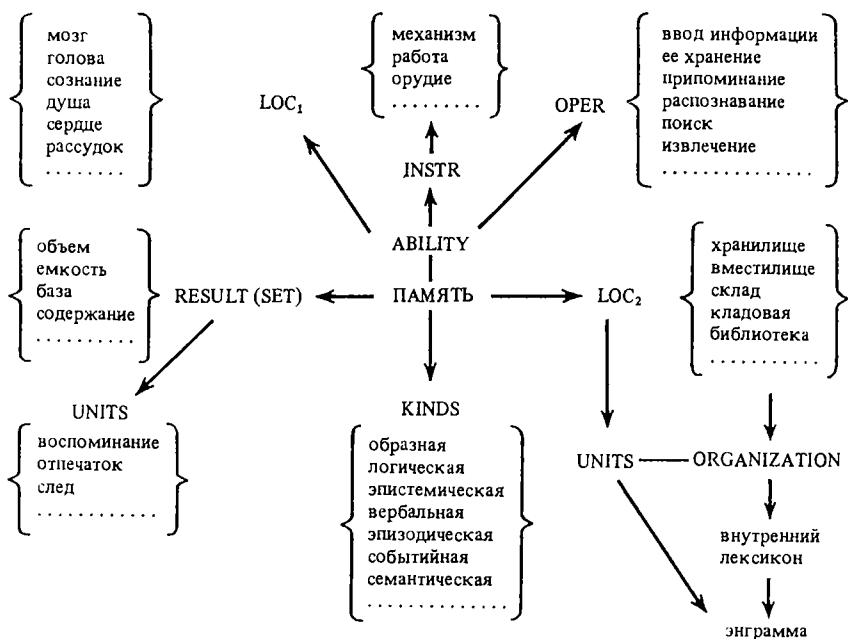 мозг
голова
сознание
душа
сердце
рассудок
. . . . . . . .
LOC₁
механизм
работа
орудие
. . . . . . . .
INSTR
OPER
ввод информации
ее хранение
припоминание
распознавание
поиск
извлечение
. . . . . . . . . . . . .
ABILITY
объем
емкость
база
содержание
. . . . . . . . . .
RESULT (SET)
ПАМЯТЬ
LOC₂
хранилище
вместилище
склад
кладовая
библиотека
. . . . . . . . . . .
UNITS
воспоминание
отпечаток
след
. . . . . . . . . . . .
KINDS
образная
логическая
эпистемическая
вербальная
эпизодическая
событийная
семантическая
. . . . . . . . . . . . .
UNITS
ORGANIZATION
внутренний
лексикон
энграмма